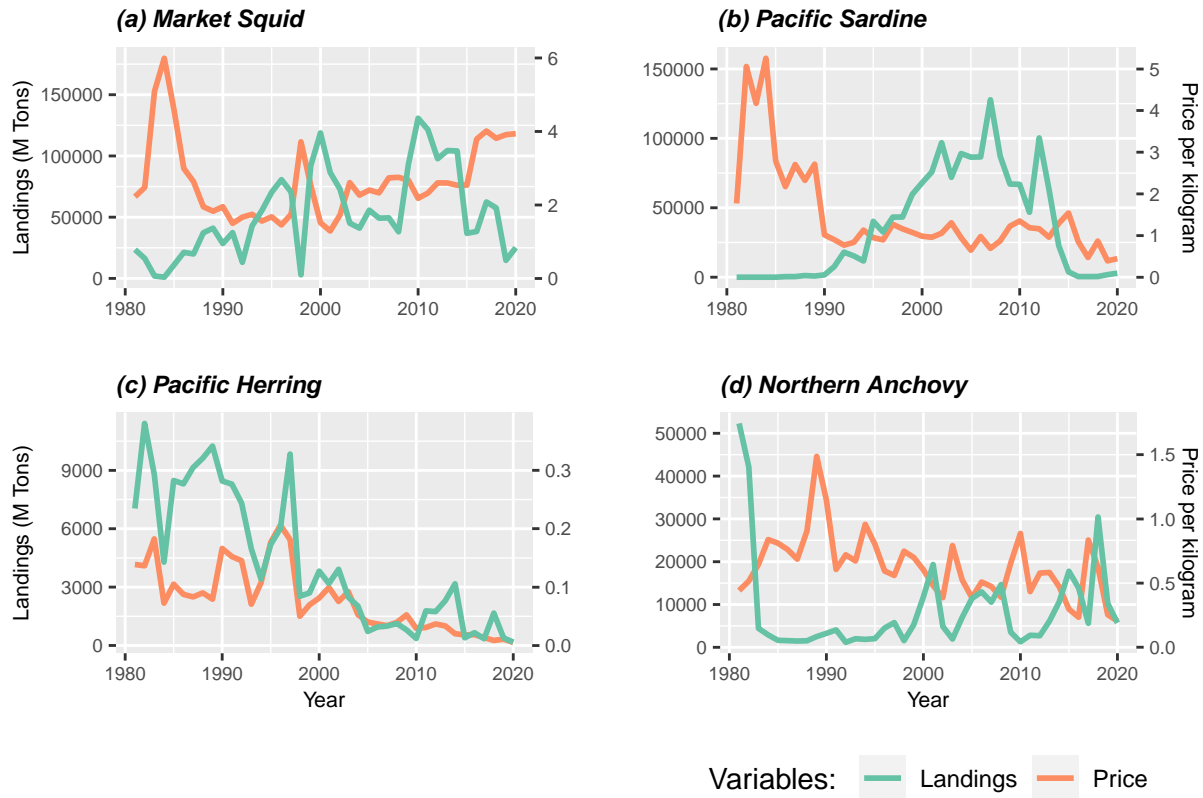 (a) Market Squid
Landings (M Tons)
150000
100000
50000
0
6
4
2
0
1980 1990 2000 2010 2020
(b) Pacific Sardine
150000
100000
50000
0
5
4
3
2
1
0
Price per kilogram
1980 1990 2000 2010 2020
(c) Pacific Herring
Landings (M Tons)
9000
6000
3000
0
0.3
0.2
0.1
0.0
1980 1990 2000 2010 2020
Year
(d) Northern Anchovy
50000
40000
30000
20000
10000
0
1.5
1.0
0.5
0.0
Price per kilogram
1980 1990 2000 2010 2020
Year
Variables: Landings Price